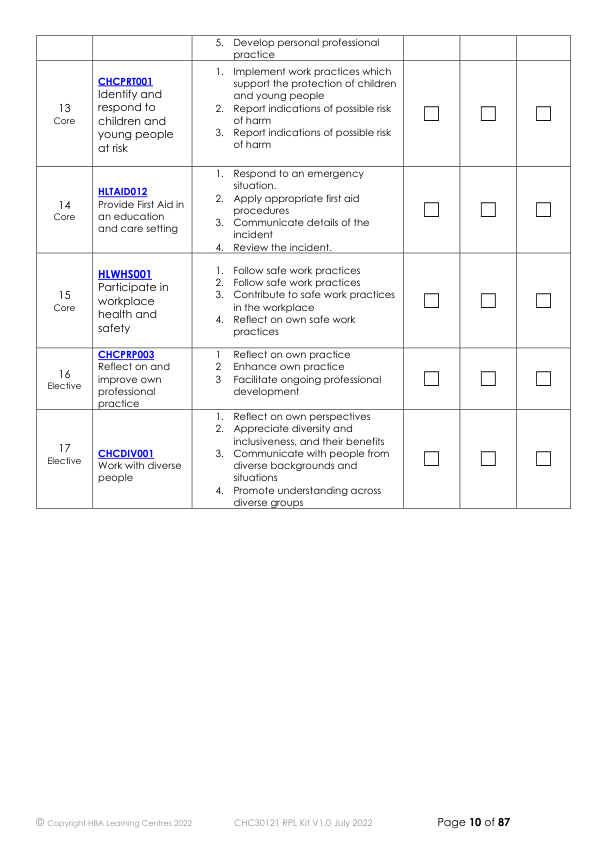 5. Develop personal professional
practice
13
Core
CHCPRT001
Identify and
respond to
children and
young people
at risk
1. Implement work practices which
support the protection of children
and young people
2. Report indications of possible risk
of harm
3. Report indications of possible risk
of harm
14
Core
HLTAID012
Provide First Aid in
an education
and care setting
1. Respond to an emergency
situation.
2. Apply appropriate first aid
procedures
3. Communicate details of the
incident
4. Review the incident.
15
Core
HLWHS001
Participate in
workplace
health and
safety
1. Follow safe work practices
2. Follow safe work practices
3. Contribute to safe work practices
in the workplace
4. Reflect on own safe work
practices
16
Elective
CHCPRP003
Reflect on and
improve own
professional
practice
1 Reflect on own practice
2 Enhance own practice
3 Facilitate ongoing professional
development
17
Elective
CHCDIV001
Work with diverse
people
1. Reflect on own perspectives
2. Appreciate diversity and
inclusiveness, and their benefits
3. Communicate with people from
diverse backgrounds and
situations
4. Promote understanding across
diverse groups
© Copyright HBA Learning Centres 2022 CHC30121 RPL Kit V1.0 July 2022 Page 10 of 87